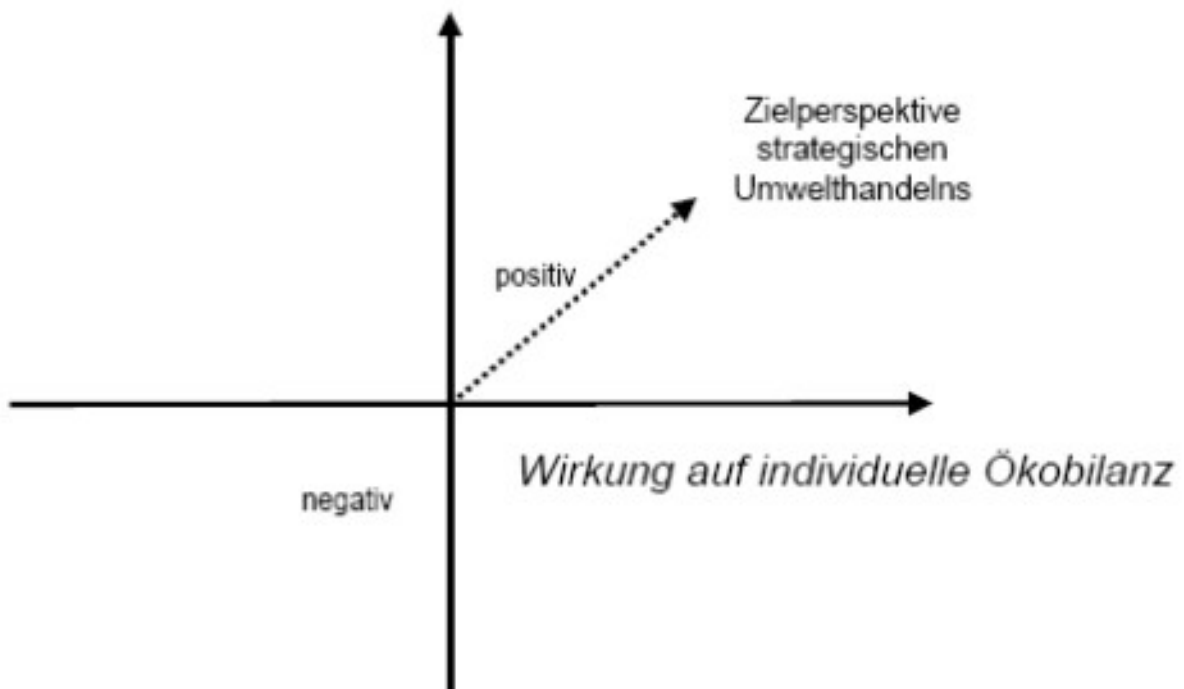 Zielperspektive
strategischen
Umwelthandelns
positiv
Wirkung auf individuelle Ökobilanz
negativ